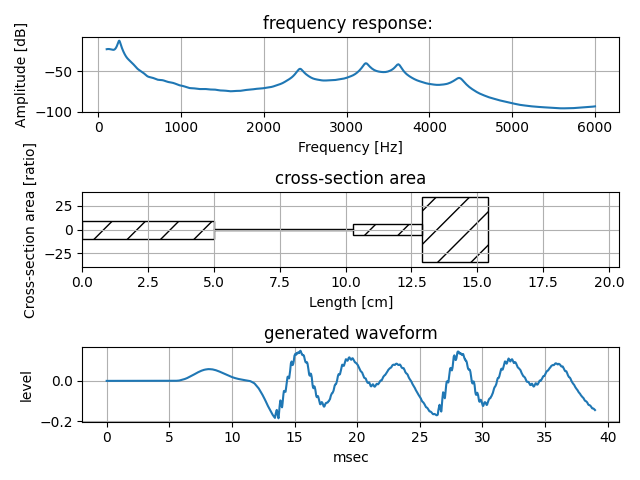 frequency response:
Amplitude [dB]
−50
−100
0 1000 2000 3000 4000 5000 6000
Frequency [Hz]
cross-section area
Cross-section area [ratio]
25
0
−25
0.0 2.5 5.0 7.5 10.0 12.5 15.0 17.5 20.0
Length [cm]
generated waveform
level
0.0
−0.2
0 5 10 15 20 25 30 35 40
msec